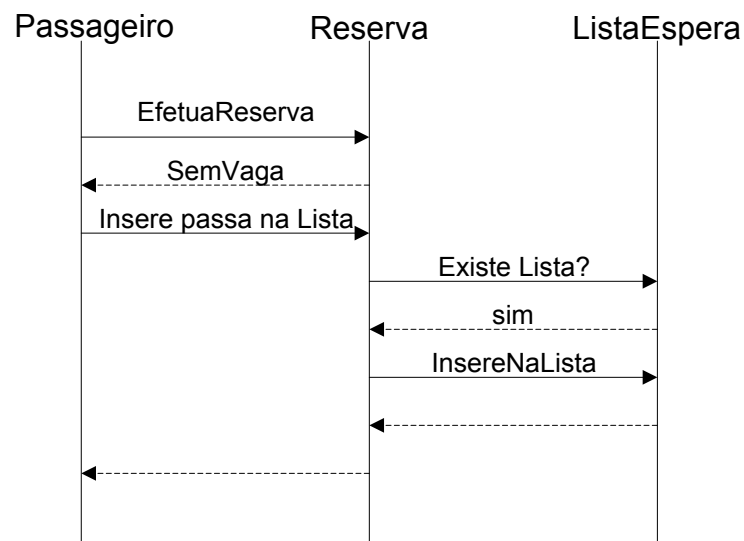 Passageiro
Reserva
ListaEspera
EfetuaReserva
SemVaga
Insere passa na Lista
Existe Lista?
sim
InsereNaLista